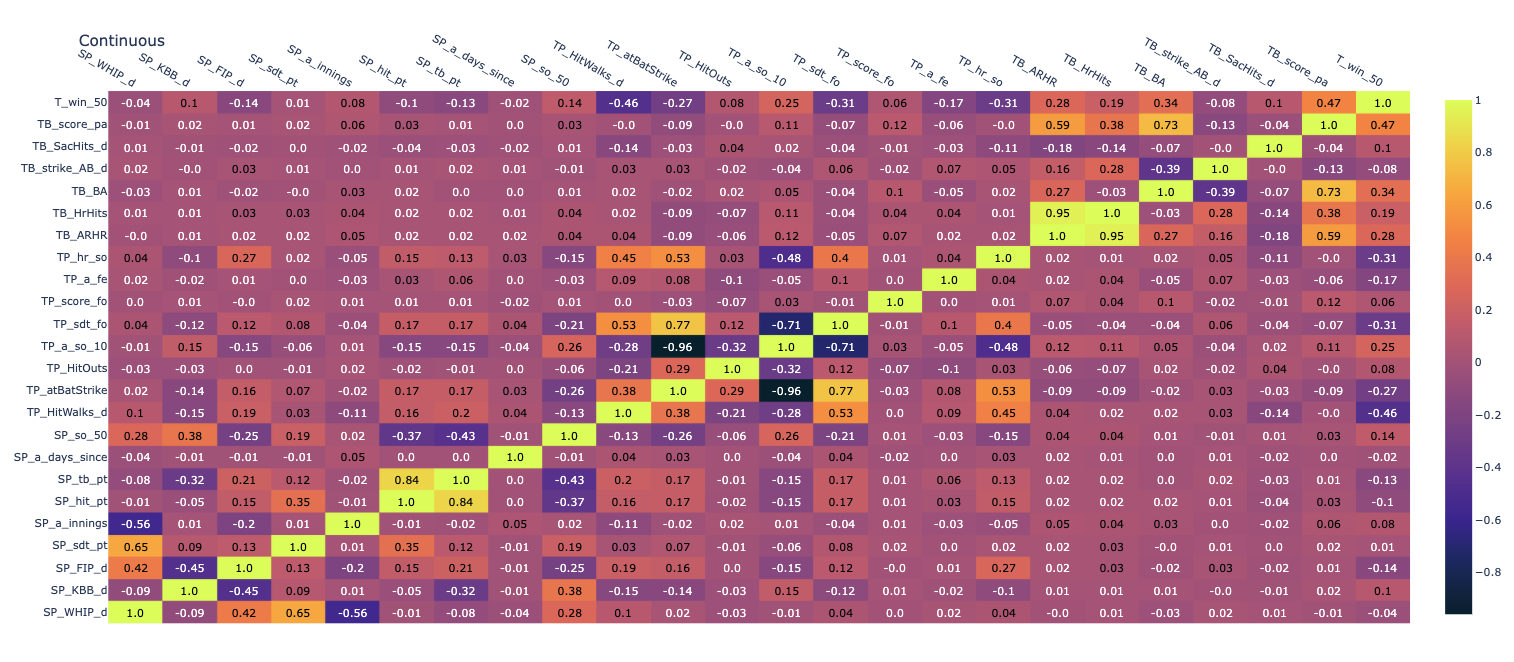 Continuous
SP_WHIP_d SP_KBB_d SP_FIP_d SP_sdt_pt SP_a_innings SP_hit_pt SP_tb_pt SP_a_days_since SP_so_50 TP_HitWalks_d TP_atBatStrike TP_HitOuts TP_a_so_10 TP_sdt_fo TP_score_fo TP_a_fe TP_hr_so TB_ARHR TB_HrHits TB_BA TB_strike_AB_d TB_SacHits_d TB_score_pa T_win_50
T_win_50 -0.04 0.1 -0.14 0.01 0.08 -0.1 -0.13 -0.02 0.14 -0.46 -0.27 0.08 0.25 -0.31 0.06 -0.17 -0.31 0.28 0.19 0.34 -0.08 0.1 0.47 1.0
TB_score_pa -0.01 0.02 0.01 0.02 0.06 0.03 0.01 0.0 0.03 -0.0 -0.09 -0.0 0.11 -0.07 0.12 -0.06 -0.0 0.59 0.38 0.73 -0.13 -0.04 1.0 0.47
TB_SacHits_d 0.01 -0.01 -0.02 0.0 -0.02 -0.04 -0.03 -0.02 0.01 -0.14 -0.03 0.04 0.02 -0.04 -0.01 -0.03 -0.11 -0.18 -0.14 -0.07 -0.0 1.0 -0.04 0.1
TB_strike_AB_d 0.02 -0.0 0.03 0.01 0.0 0.01 0.02 0.01 -0.01 0.03 0.03 -0.02 -0.04 0.06 -0.02 0.07 0.05 0.16 0.28 -0.39 1.0 -0.0 -0.13 -0.08
TB_BA -0.03 0.01 -0.02 -0.0 0.03 0.02 0.0 0.0 0.01 0.02 -0.02 0.02 0.05 -0.04 0.1 -0.05 0.02 0.27 -0.03 1.0 -0.39 -0.07 0.73 0.34
TB_HrHits 0.01 0.01 0.03 0.03 0.04 0.02 0.02 0.01 0.04 0.02 -0.09 -0.07 0.11 -0.04 0.04 0.04 0.01 0.95 1.0 -0.03 0.28 -0.14 0.38 0.19
TB_ARHR -0.0 0.01 0.02 0.02 0.05 0.02 0.02 0.02 0.04 0.04 -0.09 -0.06 0.12 -0.05 0.07 0.02 0.02 1.0 0.95 0.27 0.16 -0.18 0.59 0.28
TP_hr_so 0.04 -0.1 0.27 0.02 -0.05 0.15 0.13 0.03 -0.15 0.45 0.53 0.03 -0.48 0.4 0.01 0.04 1.0 0.02 0.01 0.02 0.05 -0.11 -0.0 -0.31
TP_a_fe 0.02 -0.02 0.01 0.0 -0.03 0.03 0.06 0.0 -0.03 0.09 0.08 -0.1 -0.05 0.1 0.0 1.0 0.04 0.02 0.04 -0.05 0.07 -0.03 -0.06 -0.17
TP_score_fo 0.0 0.01 -0.0 0.02 0.01 0.01 0.01 -0.02 0.01 0.0 -0.03 -0.07 0.03 -0.01 1.0 0.0 0.01 0.07 0.04 0.1 -0.02 -0.01 0.12 0.06
TP_sdt_fo 0.04 -0.12 0.12 0.08 -0.04 0.17 0.17 0.04 -0.21 0.53 0.77 0.12 -0.71 1.0 -0.01 0.1 0.4 -0.05 -0.04 -0.04 0.06 -0.04 -0.07 -0.31
TP_a_so_10 -0.01 0.15 -0.15 -0.06 0.01 -0.15 -0.15 -0.04 0.26 -0.28 -0.96 -0.32 1.0 -0.71 0.03 -0.05 -0.48 0.12 0.11 0.05 -0.04 0.02 0.11 0.25
TP_HitOuts -0.03 -0.03 0.0 -0.01 0.02 -0.02 -0.01 0.0 -0.06 -0.21 0.29 1.0 -0.32 0.12 -0.07 -0.1 0.03 -0.06 -0.07 0.02 -0.02 0.04 -0.0 0.08
TP_atBatStrike 0.02 -0.14 0.16 0.07 -0.02 0.17 0.17 0.03 -0.26 0.38 1.0 0.29 -0.96 0.77 -0.03 0.08 0.53 -0.09 -0.09 -0.02 0.03 -0.03 -0.09 -0.27
TP_HitWalks_d 0.1 -0.15 0.19 0.03 -0.11 0.16 0.2 0.04 -0.13 1.0 0.38 -0.21 -0.28 0.53 0.0 0.09 0.45 0.04 0.02 0.02 0.03 -0.14 -0.0 -0.46
SP_so_50 0.28 0.38 -0.25 0.19 0.02 -0.37 -0.43 -0.01 1.0 -0.13 -0.26 -0.06 0.26 -0.21 0.01 -0.03 -0.15 0.04 0.04 0.01 -0.01 0.01 0.03 0.14
SP_a_days_since -0.04 -0.01 -0.01 -0.01 0.05 0.0 0.0 1.0 -0.01 0.04 0.03 0.0 -0.04 0.04 -0.02 0.0 0.03 0.02 0.01 0.0 0.01 -0.02 0.0 -0.02
SP_tb_pt -0.08 -0.32 0.21 0.12 -0.02 0.84 1.0 0.0 -0.43 0.2 0.17 -0.01 -0.15 0.17 0.01 0.06 0.13 0.02 0.02 0.0 0.02 -0.03 0.01 -0.13
SP_hit_pt -0.01 -0.05 0.15 0.35 -0.01 1.0 0.84 0.0 -0.37 0.16 0.17 -0.02 -0.15 0.17 0.01 0.03 0.15 0.02 0.02 0.02 0.01 -0.04 0.03 -0.1
SP_a_innings -0.56 0.01 -0.2 0.01 1.0 -0.01 -0.02 0.05 0.02 -0.11 -0.02 0.02 0.01 -0.04 0.01 -0.03 -0.05 0.05 0.04 0.03 0.0 -0.02 0.06 0.08
SP_sdt_pt 0.65 0.09 0.13 1.0 0.01 0.35 0.12 -0.01 0.19 0.03 0.07 -0.01 -0.06 0.08 0.02 0.0 0.02 0.02 0.03 -0.0 0.01 0.0 0.02 0.01
SP_FIP_d 0.42 -0.45 1.0 0.13 -0.2 0.15 0.21 -0.01 -0.25 0.19 0.16 0.0 -0.15 0.12 -0.0 0.01 0.27 0.02 0.03 -0.02 0.03 -0.02 0.01 -0.14
SP_KBB_d -0.09 1.0 -0.45 0.09 0.01 -0.05 -0.32 -0.01 0.38 -0.15 -0.14 -0.03 0.15 -0.12 0.01 -0.02 -0.1 0.01 0.01 0.01 -0.0 -0.01 0.02 0.1
SP_WHIP_d 1.0 -0.09 0.42 0.65 -0.56 -0.01 -0.08 -0.04 0.28 0.1 0.02 -0.03 -0.01 0.04 0.0 0.02 0.04 -0.0 0.01 -0.03 0.02 0.01 -0.01 -0.04
1
0.8
0.6
0.4
0.2
0
−0.2
−0.4
−0.6
−0.8